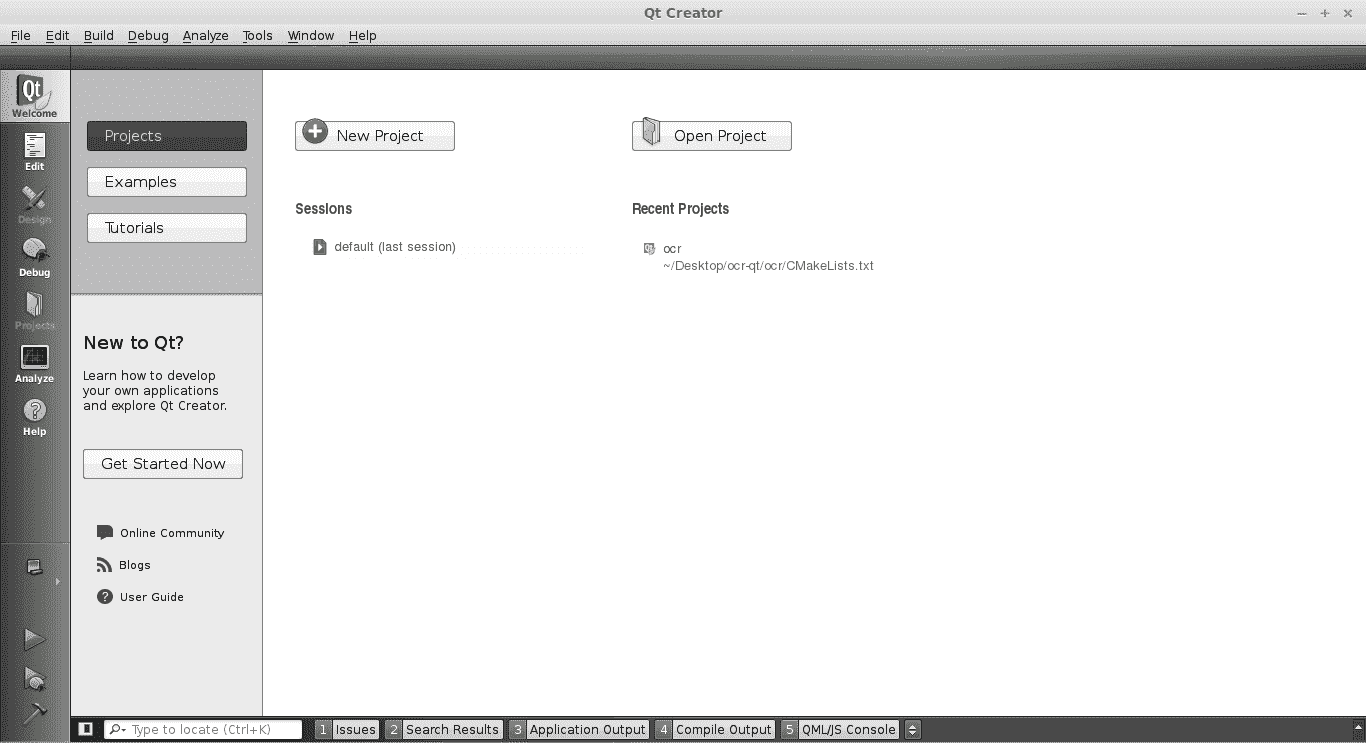 Qt Creator
File Edit Build Debug Analyze Tools Window Help
Qt
Welcome
Edit
Design
Debug
Projects
Analyze
Help
Projects
Examples
Tutorials
New to Qt?
Learn how to develop
your own applications
and explore Qt Creator.
Get Started Now
Online Community
Blogs
User Guide
New Project
Open Project
Sessions
default (last session)
Recent Projects
ocr
~/Desktop/ocr-qt/ocr/CMakeLists.txt
Type to locate (Ctrl+K) 1 Issues 2 Search Results 3 Application Output 4 Compile Output 5 QML/JS Console